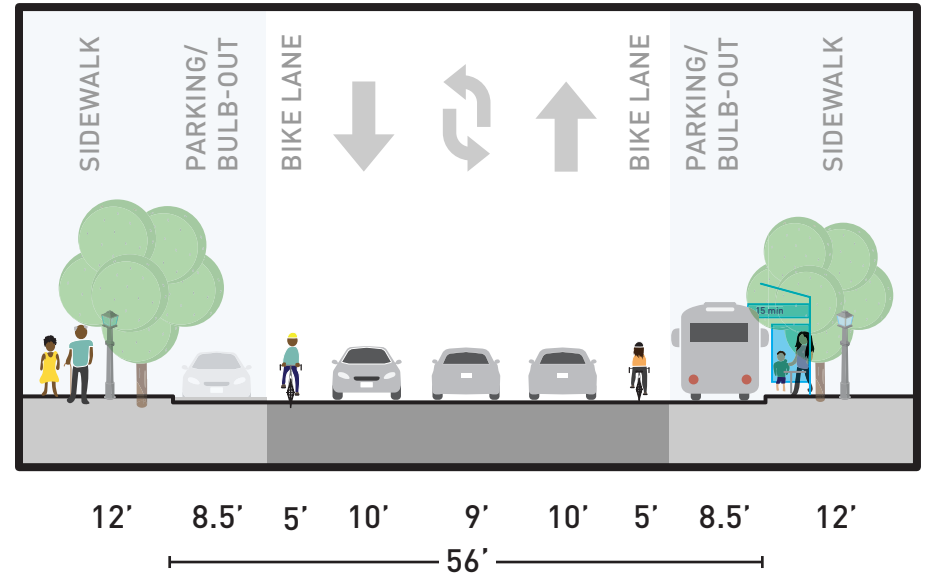 SIDEWALK
PARKING/
BULB-OUT
BIKE LANE
BIKE LANE
PARKING/
BULB-OUT
SIDEWALK
15 min
12’ 8.5’ 5’ 10’ 9’ 10’ 5’ 8.5’ 12’
56’